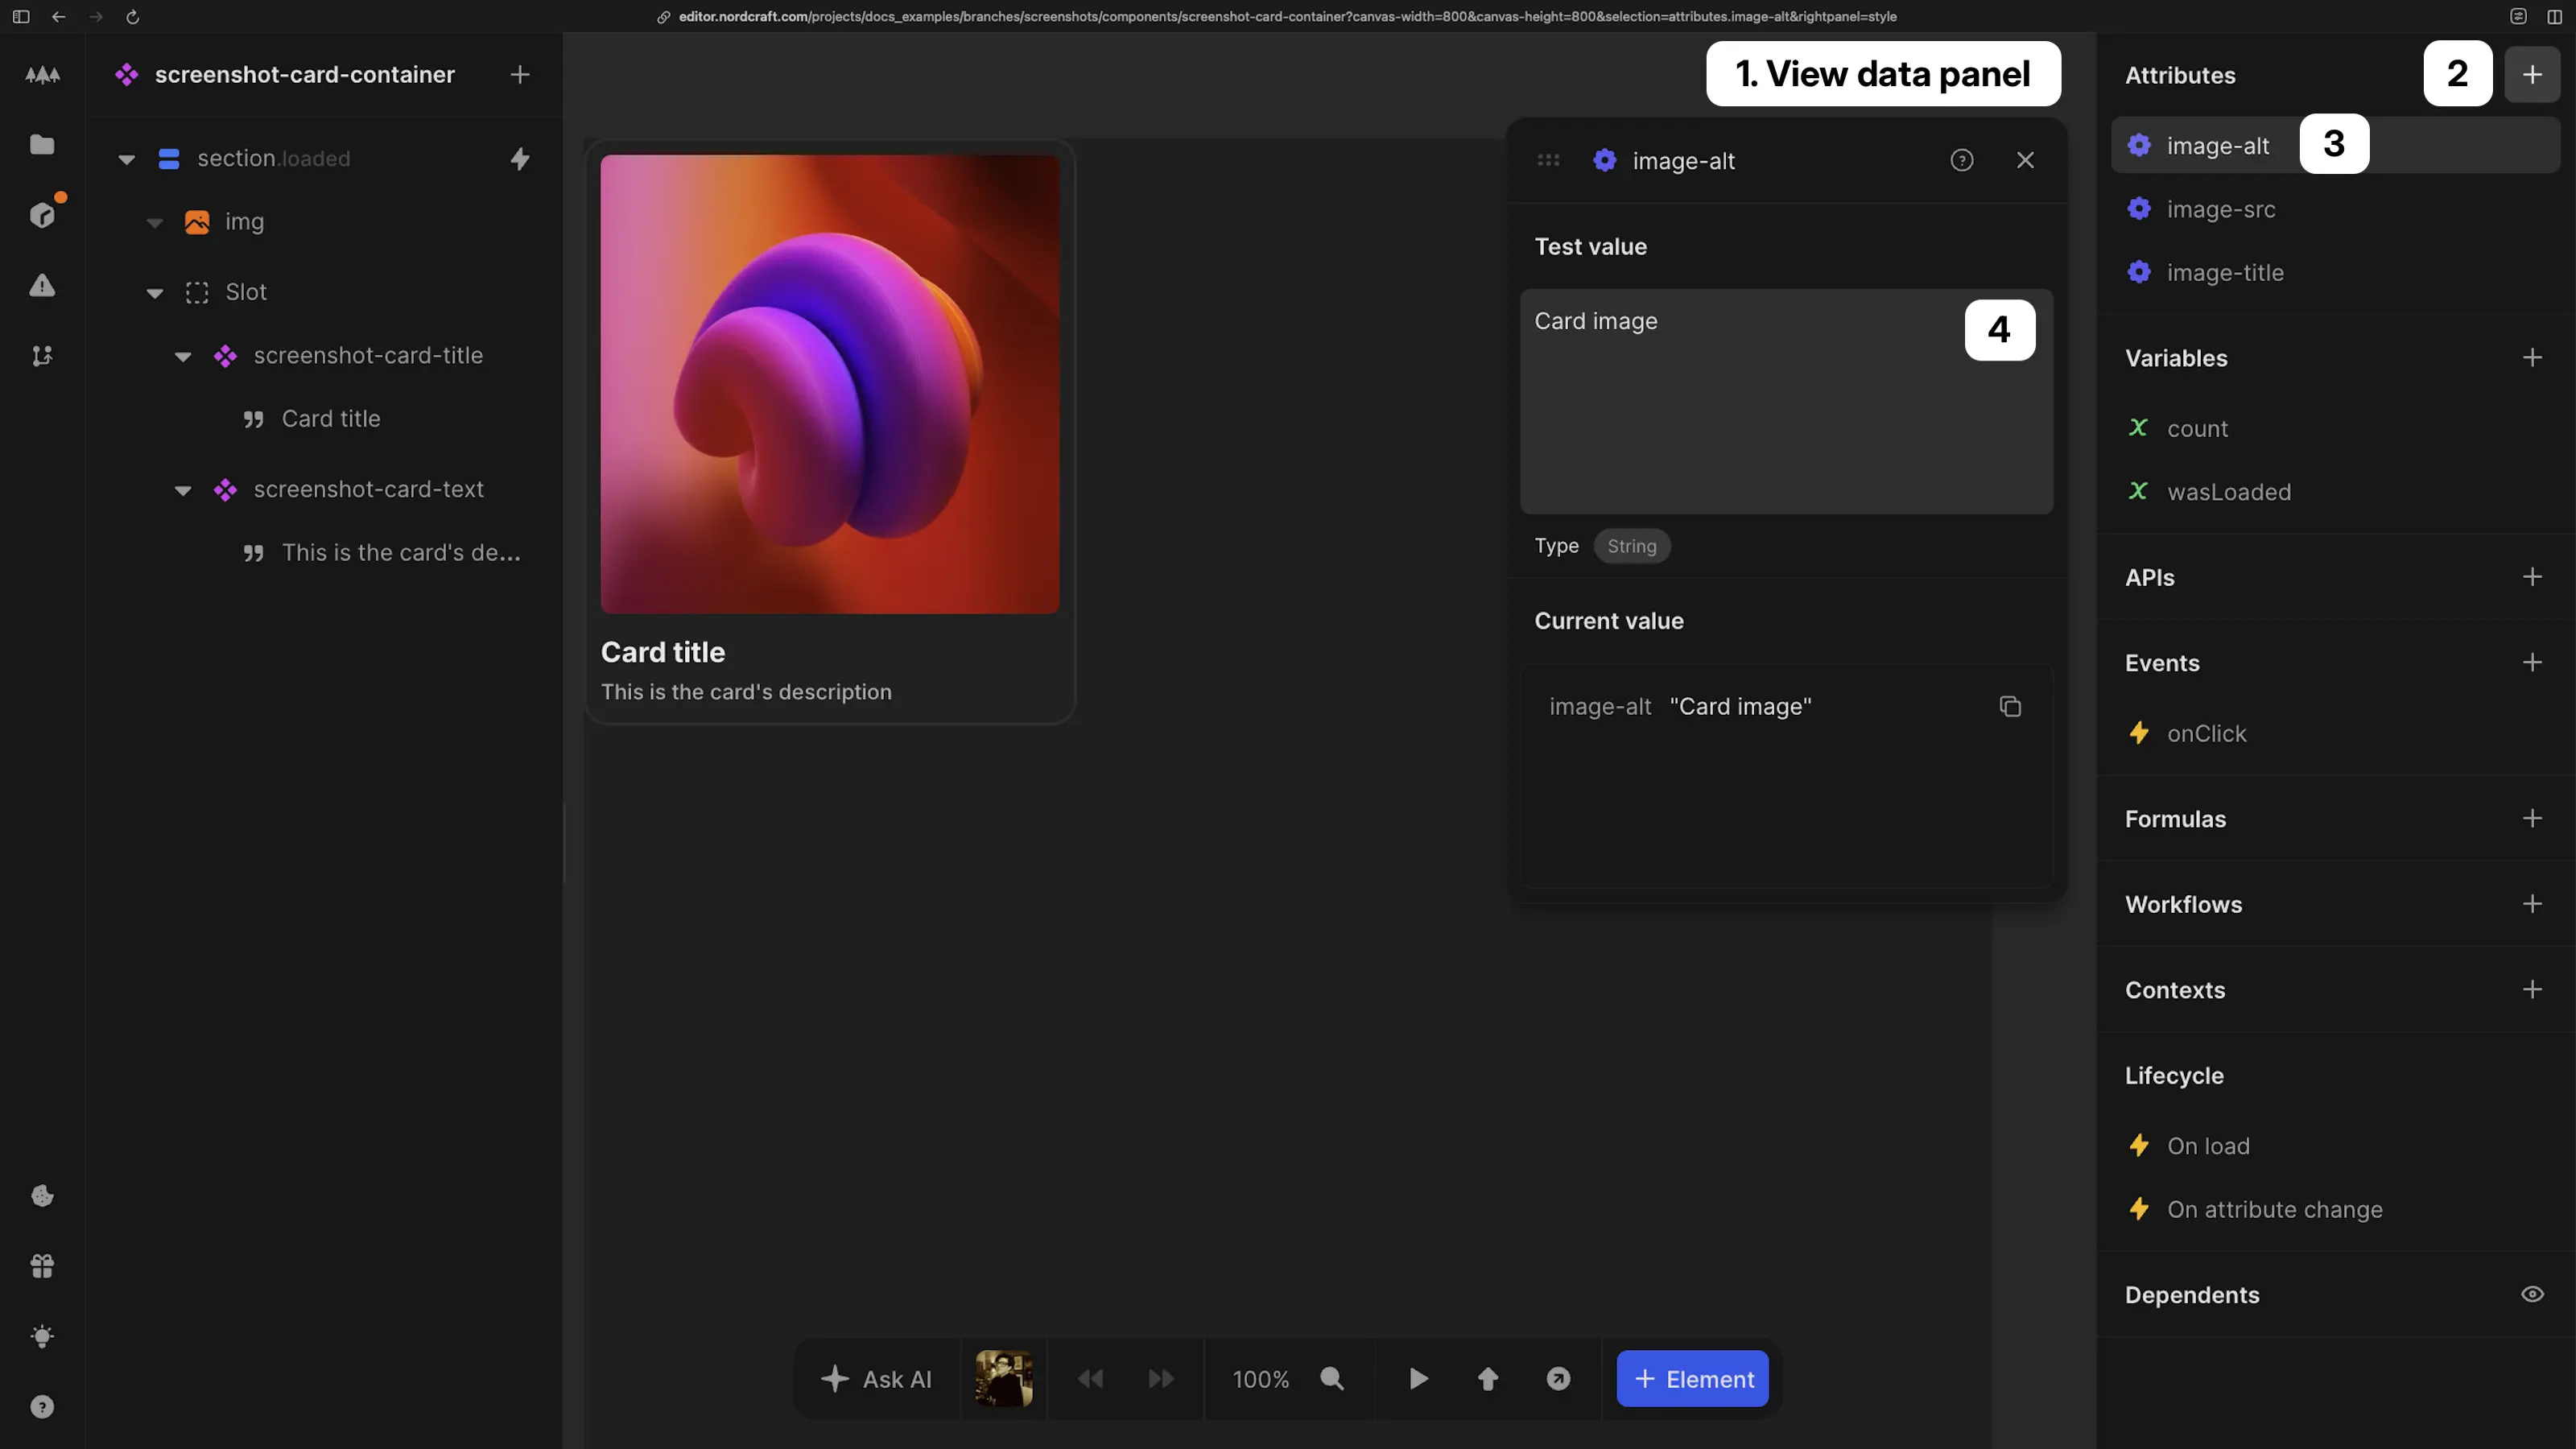 editor.nordcraft.com/projects/docs_examples/branches/screenshots/components/screenshot-card-container?canvas-width=800&canvas-height=800&selection=attributes.image-alt&rightpanel=style
screenshot-card-container
section.loaded
img
Slot
screenshot-card-title
Card title
screenshot-card-text
This is the card's de...
Card title
This is the card's description
1. View data panel
image-alt
Test value
Card image
4
Type String
Current value
image-alt "Card image"
Ask AI
100%
Element
Attributes
2
image-alt
3
image-src
image-title
Variables
count
wasLoaded
APIs
Events
onClick
Formulas
Workflows
Contexts
Lifecycle
On load
On attribute change
Dependents